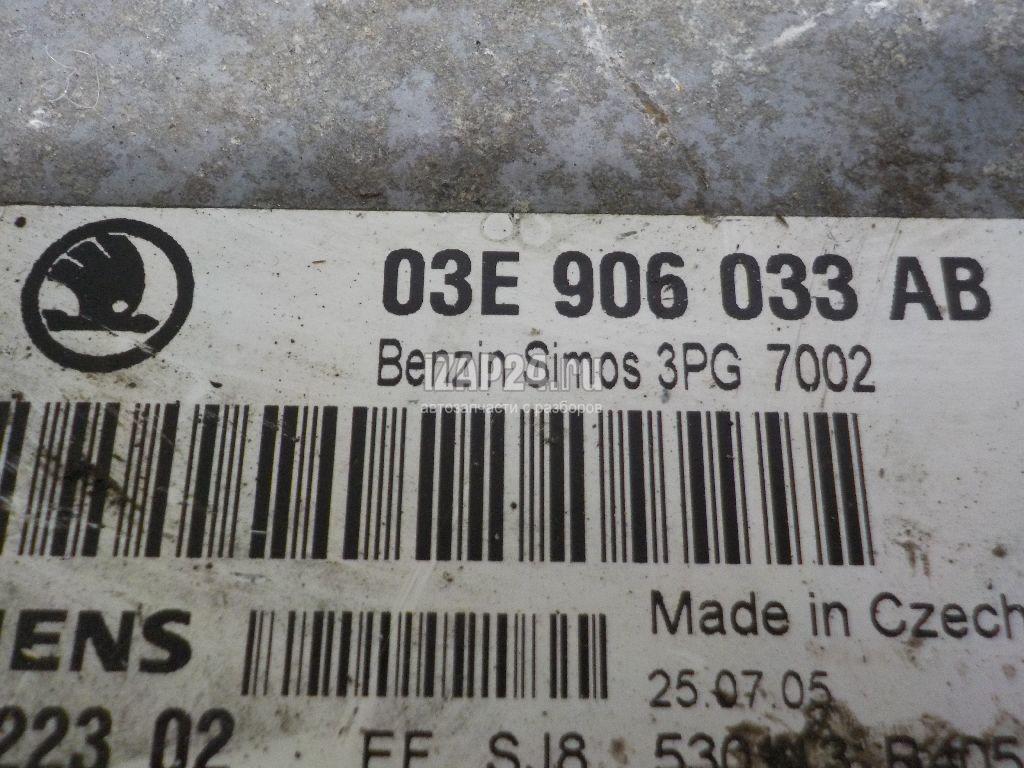 03E 906 033 AB
Benzin Simos 3PG 7002
IZAP24.ru
автозапчасти с разборов
Made in Czech
IENS
25.07.05
223 02
EF SJ8